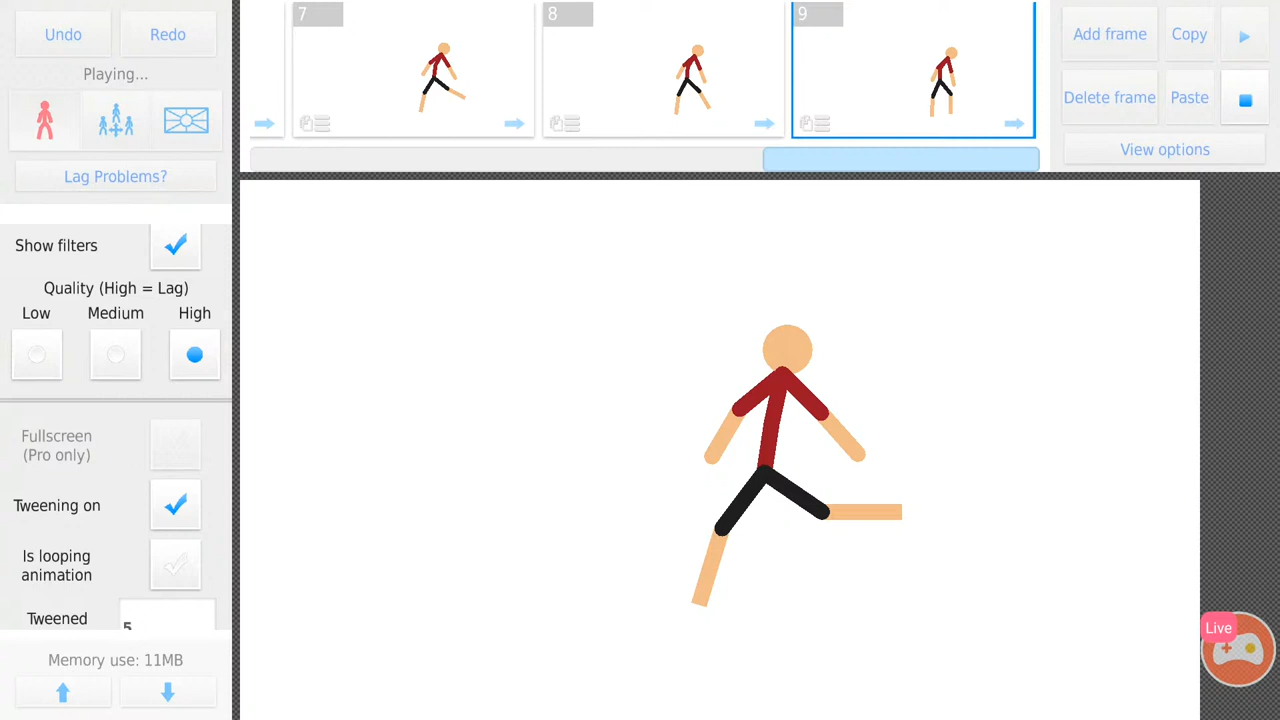 Undo
Redo
Playing...
Lag Problems?
7
8
9
Add frame
Copy
Delete frame
Paste
View options
Show filters
Quality (High = Lag)
Low
Medium
High
Fullscreen
(Pro only)
Tweening on
Is looping
animation
Tweened
5
Memory use: 11MB
Live